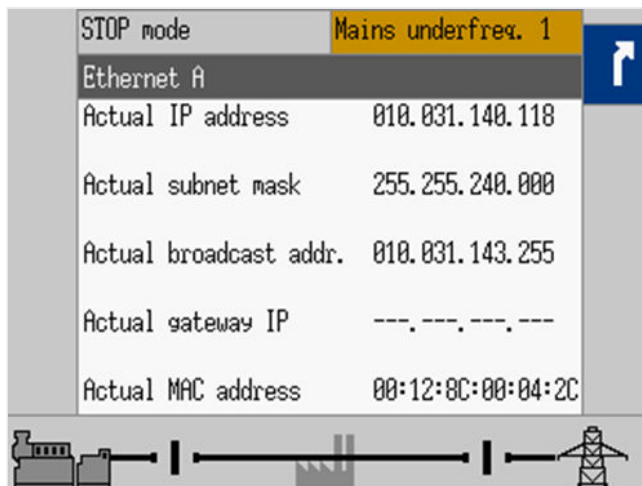 STOP mode
Mains underfreq. 1
Ethernet A
Actual IP address 010.031.140.118
Actual subnet mask 255.255.240.000
Actual broadcast addr. 010.031.143.255
Actual gateway IP ---.---.---.---
Actual MAC address 00:12:8C:00:04:2C